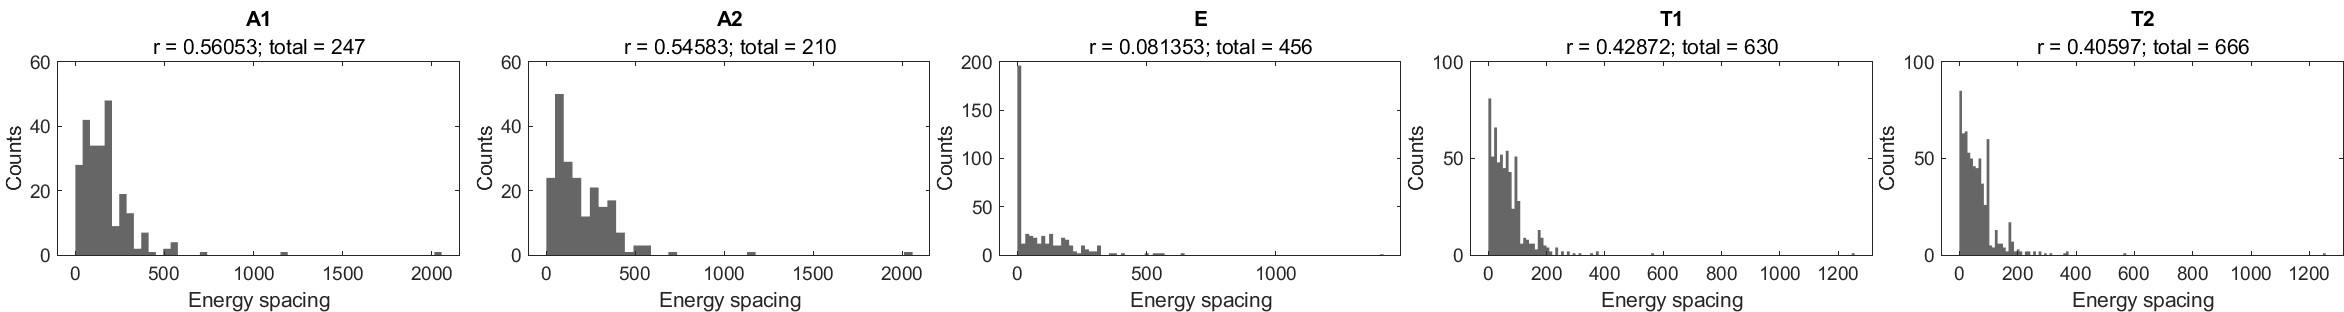 A1
r = 0.56053; total = 247
60
40
20
0
Counts
0 500 1000 1500 2000
Energy spacing
A2
r = 0.54583; total = 210
60
40
20
0
Counts
0 500 1000 1500 2000
Energy spacing
E
r = 0.081353; total = 456
200
150
100
50
0
Counts
0 500 1000
Energy spacing
T1
r = 0.42872; total = 630
100
50
0
Counts
0 200 400 600 800 1000 1200
Energy spacing
T2
r = 0.40597; total = 666
100
50
0
Counts
0 200 400 600 800 1000 1200
Energy spacing